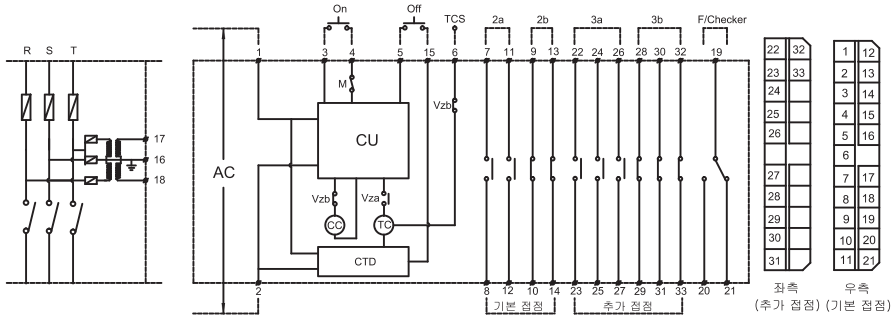 On Off TCS 2a 2b 3a 3b F/Checker
R S T
1 3 4 5 15 6 7 11 9 13 22 24 26 28 30 32 19
M
Vzb
CU
17
16
18
AC
Vzb Vza
CC TC
CTD
2 8 12 10 14 23 25 27 29 31 33 20 21
기본 접점 추가 접점
22 32
23 33
24
25
26
27
28
29
30
31
좌측
(추가 접점)
1 12
2 13
3 14
4 15
5 16
6
7 17
8 18
9 19
10 20
11 21
우측
(기본 접점)